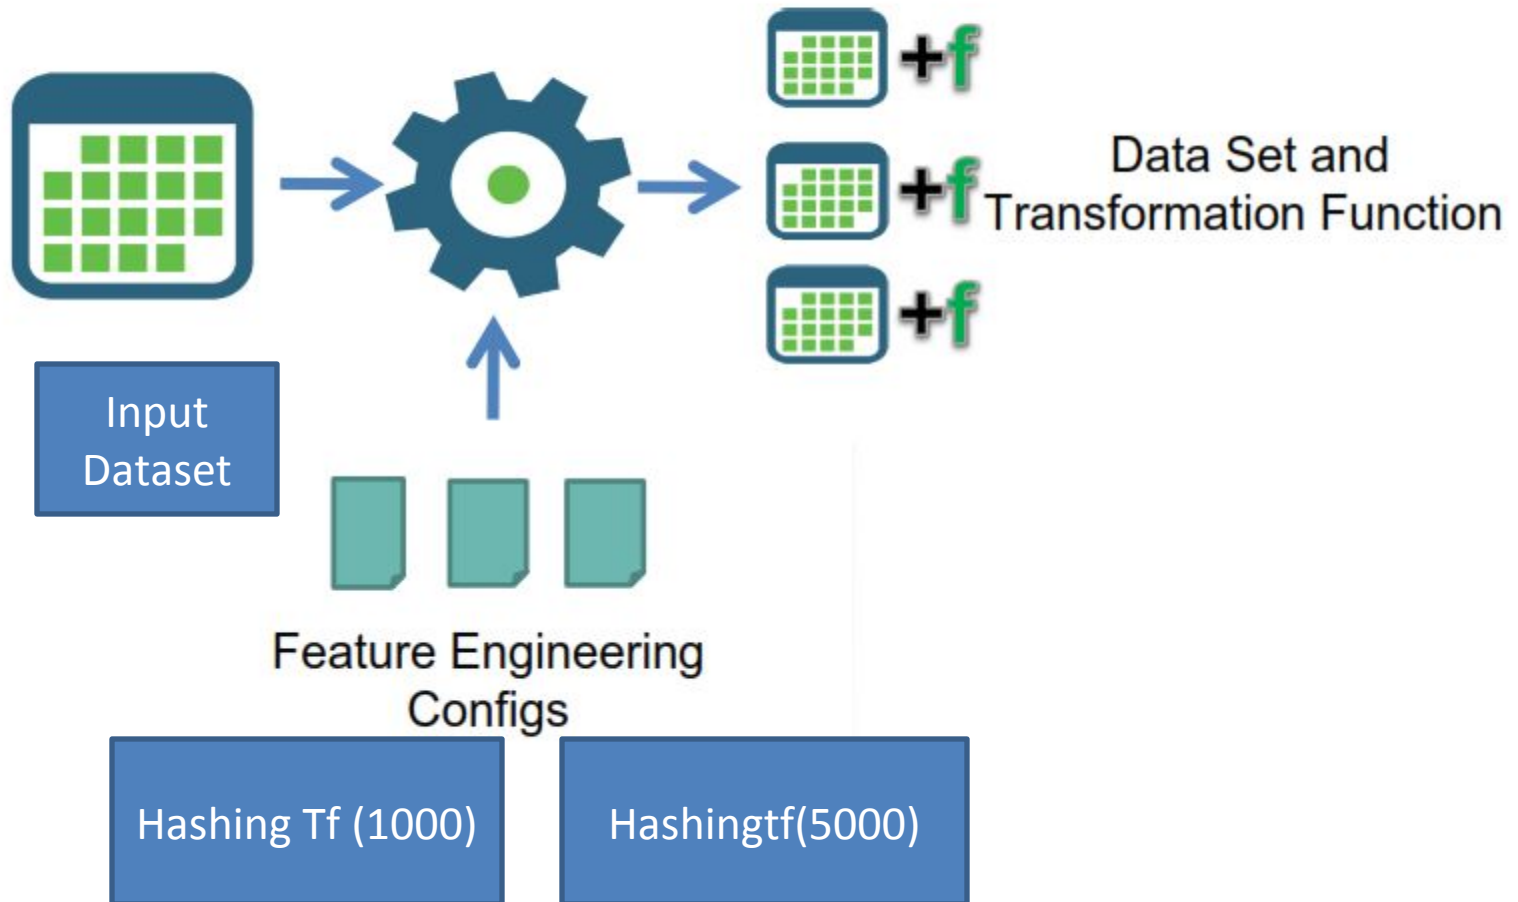 +f
+f
+f
Data Set and
Transformation Function
Input
Dataset
Feature Engineering
Configs
Hashing Tf (1000)
Hashingtf(5000)